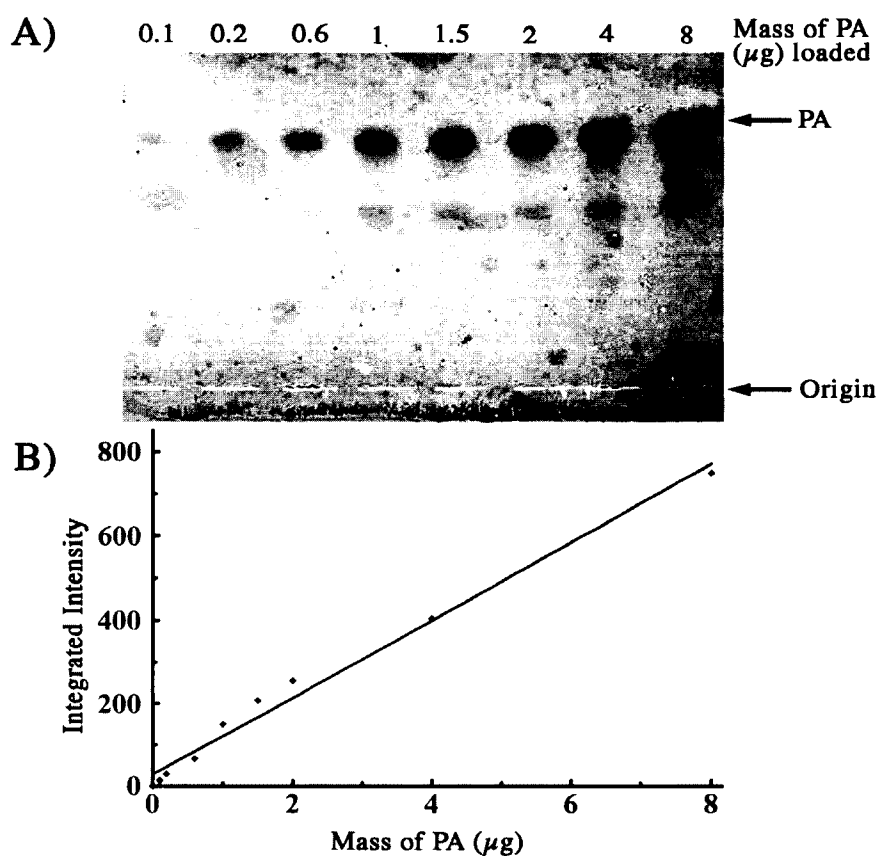 A) 0.1 0.2 0.6 1 1.5 2 4 8 Mass of PA
(μg) loaded
PA
Origin
B)
800
600
400
200
0
Integrated Intensity
0 2 4 6 8
Mass of PA (μg)